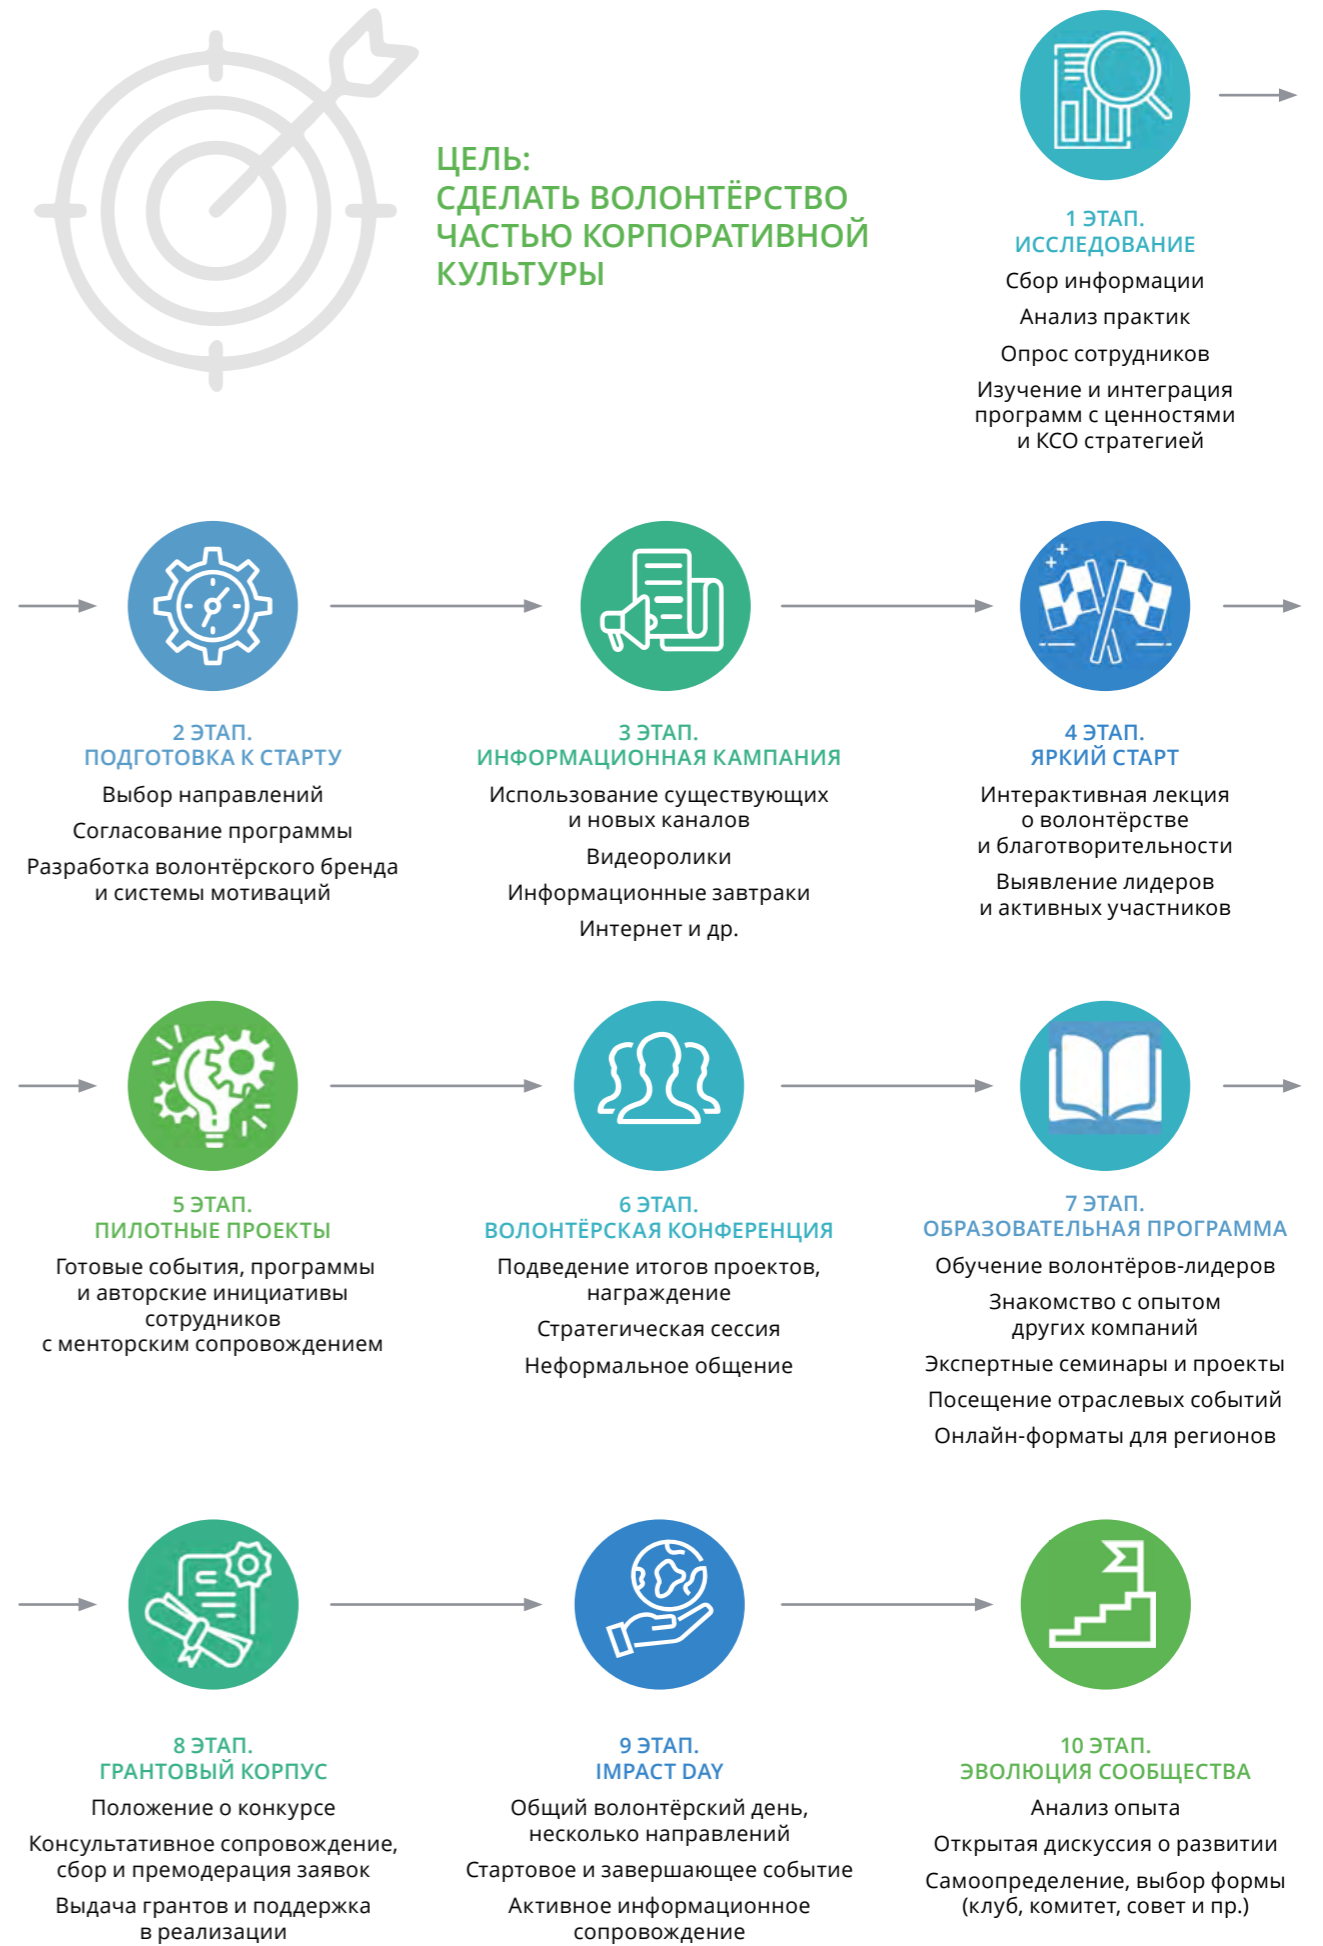 ЦЕЛЬ:
СДЕЛАТЬ ВОЛОНТЁРСТВО
ЧАСТЬЮ КОРПОРАТИВНОЙ
КУЛЬТУРЫ
1 ЭТАП.
ИССЛЕДОВАНИЕ
Сбор информации
Анализ практик
Опрос сотрудников
Изучение и интеграция
программ с ценностями
и КСО стратегией
2 ЭТАП.
ПОДГОТОВКА К СТАРТУ
Выбор направлений
Согласование программы
Разработка волонтёрского бренда
и системы мотиваций
3 ЭТАП.
ИНФОРМАЦИОННАЯ КАМПАНИЯ
Использование существующих
и новых каналов
Видеоролики
Информационные завтраки
Интернет и др.
4 ЭТАП.
ЯРКИЙ СТАРТ
Интерактивная лекция
о волонтёрстве
и благотворительности
Выявление лидеров
и активных участников
5 ЭТАП.
ПИЛОТНЫЕ ПРОЕКТЫ
Готовые события, программы
и авторские инициативы
сотрудников
с менторским сопровождением
6 ЭТАП.
ВОЛОНТЁРСКАЯ КОНФЕРЕНЦИЯ
Подведение итогов проектов,
награждение
Стратегическая сессия
Неформальное общение
7 ЭТАП.
ОБРАЗОВАТЕЛЬНАЯ ПРОГРАММА
Обучение волонтёров-лидеров
Знакомство с опытом
других компаний
Экспертные семинары и проекты
Посещение отраслевых событий
Онлайн-форматы для регионов
8 ЭТАП.
ГРАНТОВЫЙ КОРПУС
Положение о конкурсе
Консультативное сопровождение,
сбор и премодерация заявок
Выдача грантов и поддержка
в реализации
9 ЭТАП.
IMPACT DAY
Общий волонтёрский день,
несколько направлений
Стартовое и завершающее событие
Активное информационное
сопровождение
10 ЭТАП.
ЭВОЛЮЦИЯ СООБЩЕСТВА
Анализ опыта
Открытая дискуссия о развитии
Самоопределение, выбор формы
(клуб, комитет, совет и пр.)